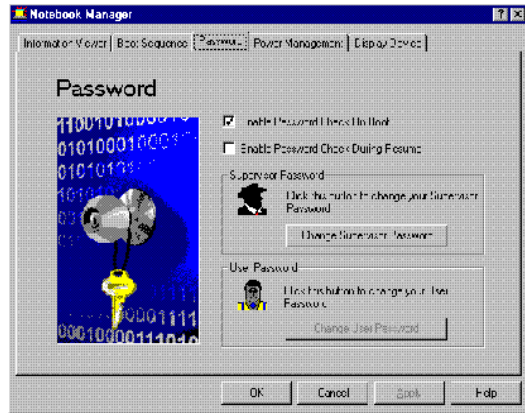 Notebook Manager
Information Viewer
Boot Sequence
Password
Power Management
Display Device
Password
Enable Password Check On Boot
Enable Password Check During Resume
Supervisor Password
Click this button to change your Supervisor
Password
Change Supervisor Password
User Password
Click this button to change your User
Password
Change User Password
OK
Cancel
Apply
Help